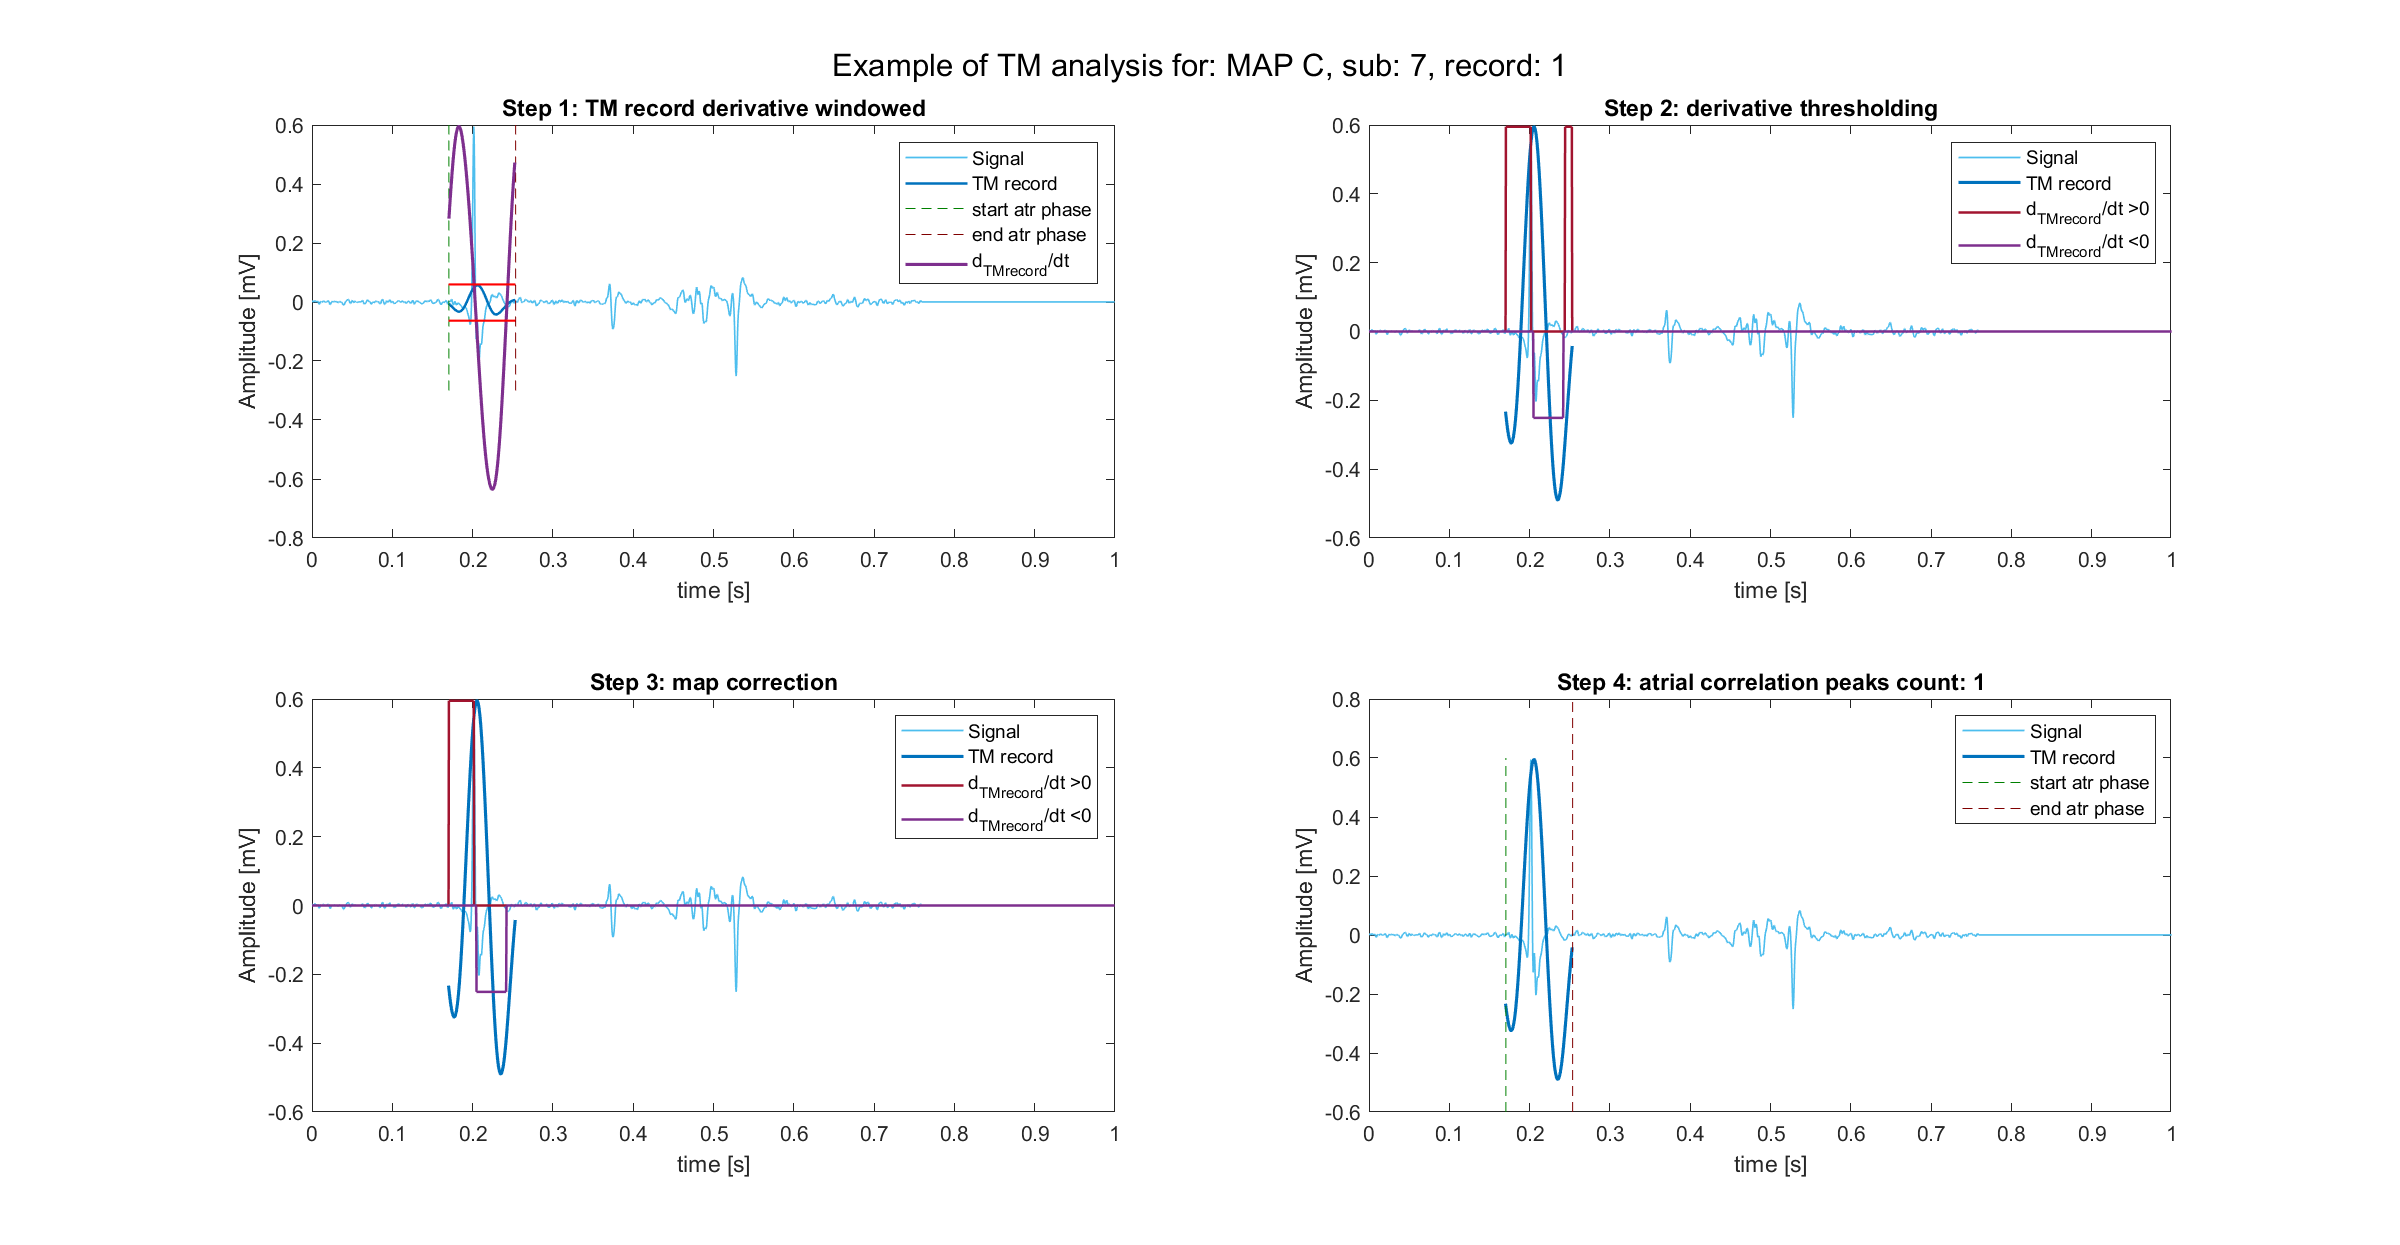 Example of TM analysis for: MAP C, sub: 7, record: 1
Step 1: TM record derivative windowed
0.6
0.4
0.2
0
-0.2
-0.4
-0.6
-0.8
Amplitude [mV]
Signal
TM record
start atr phase
end atr phase
dTMrecord/dt
0 0.1 0.2 0.3 0.4 0.5 0.6 0.7 0.8 0.9 1
time [s]
Step 2: derivative thresholding
0.6
0.4
0.2
0
-0.2
-0.4
-0.6
Amplitude [mV]
Signal
TM record
dTMrecord/dt >0
dTMrecord/dt <0
0 0.1 0.2 0.3 0.4 0.5 0.6 0.7 0.8 0.9 1
time [s]
Step 3: map correction
0.6
0.4
0.2
0
-0.2
-0.4
-0.6
Amplitude [mV]
Signal
TM record
dTMrecord/dt >0
dTMrecord/dt <0
0 0.1 0.2 0.3 0.4 0.5 0.6 0.7 0.8 0.9 1
time [s]
Step 4: atrial correlation peaks count: 1
0.8
0.6
0.4
0.2
0
-0.2
-0.4
-0.6
Amplitude [mV]
Signal
TM record
start atr phase
end atr phase
0 0.1 0.2 0.3 0.4 0.5 0.6 0.7 0.8 0.9 1
time [s]